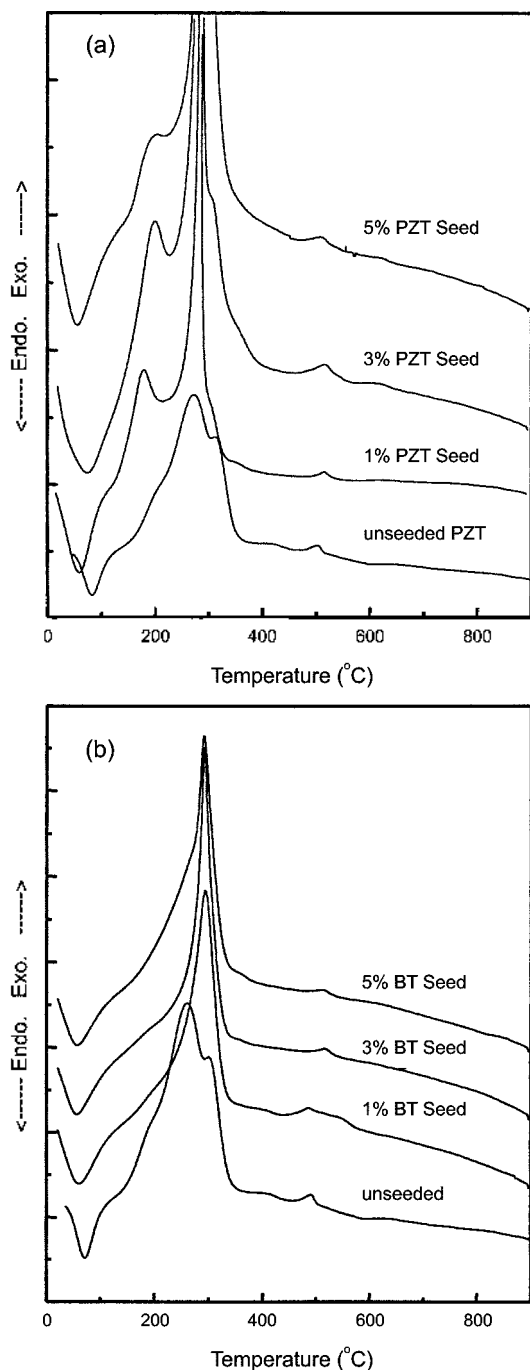 (a)
<------ Endo. Exo. ------>
5% PZT Seed
3% PZT Seed
1% PZT Seed
unseeded PZT
0 200 400 600 800
Temperature (°C)
(b)
<------ Endo. Exo. ------>
5% BT Seed
3% BT Seed
1% BT Seed
unseeded
0 200 400 600 800
Temperature (°C)